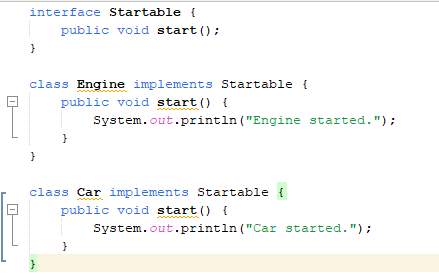 interface Startable {
    public void start();
}
class Engine implements Startable {
    public void start() {
        System.out.println("Engine started.");
    }
}
class Car implements Startable {
    public void start() {
        System.out.println("Car started.");
    }
}